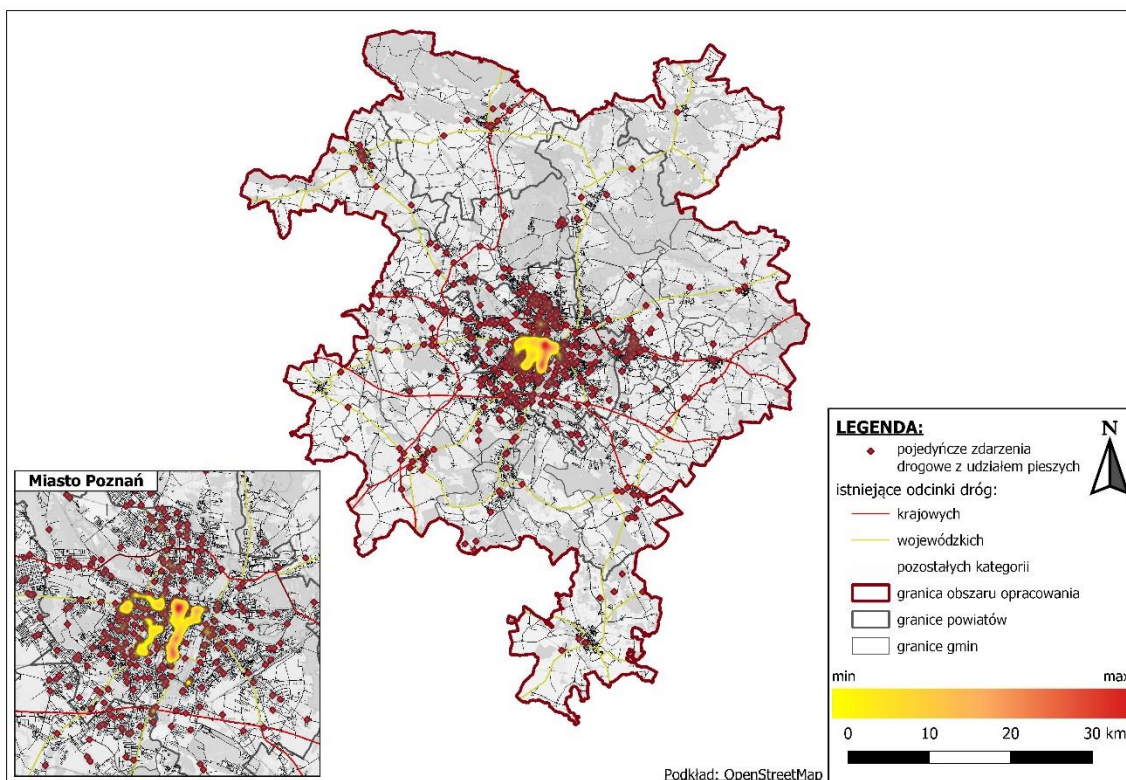 Miasto Poznań
LEGENDA:
N
pojedyńcze zdarzenia
drogowe z udziałem pieszych
istniejące odcinki dróg:
krajowych
wojewódzkich
pozostałych kategorii
granica obszaru opracowania
granice powiatów
granice gmin
min
max
0 10 20 30 km
Podkład: OpenStreetMap